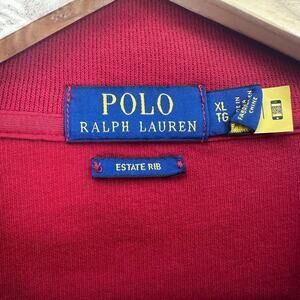 POLO
RALPH LAUREN
XL
TG
ESTATE RIB